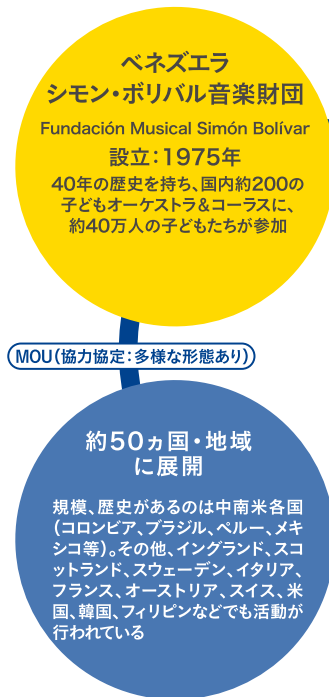 ベネズエラ
シモン・ボリバル音楽財団
Fundación Musical Simón Bolívar
設立：1975年
40年の歴史を持ち、国内約200の
子どもオーケストラ&コーラスに、
約40万人の子どもたちが参加
MOU（協力協定：多様な形態あり）
約50ヵ国・地域
に展開
規模、歴史があるのは中南米各国
（コロンビア、ブラジル、ペルー、メキ
シコ等）。その他、イングランド、スコ
ットランド、スウェーデン、イタリア、
フランス、オーストリア、スイス、米
国、韓国、フィリピンなどでも活動が
行われている